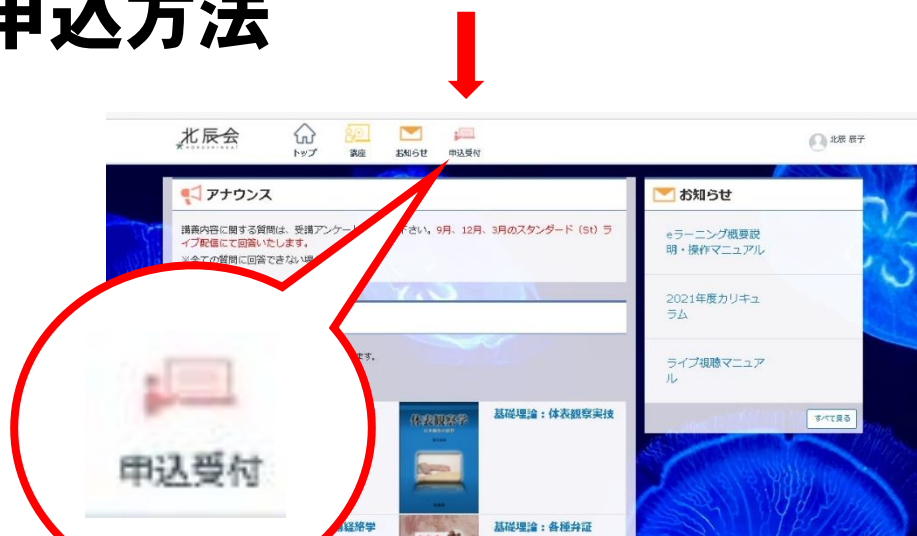 申込方法
北辰会
HOKUSHINKAI
トップ
講座
お知らせ
申込受付
北辰 辰子
アナウンス
講義内容に関する質問は、受講アンケー
下さい。9月、12月、3月のスタンダード（St）ラ
イブ配信にて回答いたします。
※全ての質問に回答できない場
ます。
お知らせ
eラーニング概要説
明・操作マニュアル
2021年度カリキュ
ラム
ライブ視聴マニュア
ル
すべて見る
申込受付
体表観察学
基礎理論：体表観察実技
経絡学
基礎理論：各種弁証